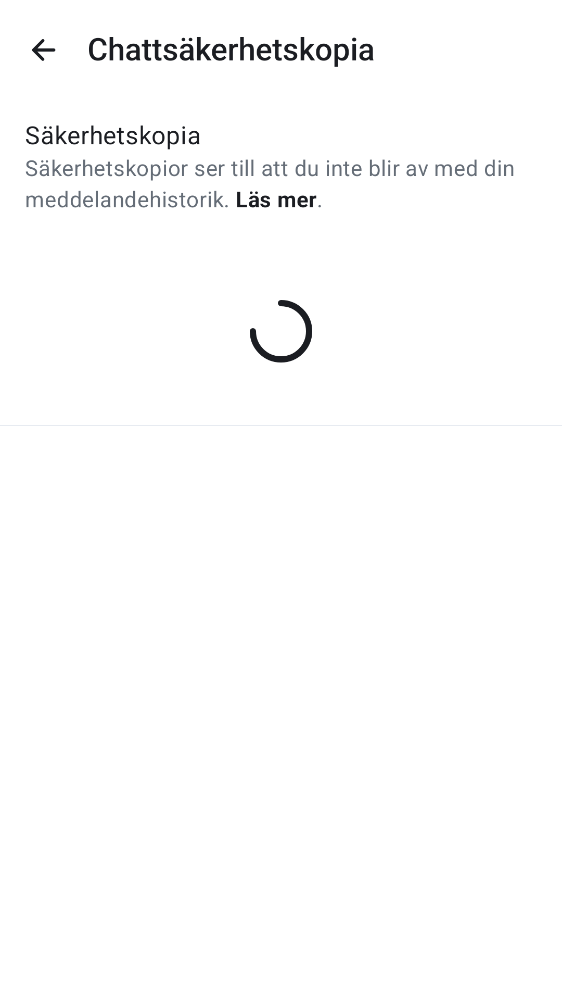 Chattsäkerhetskopia
Säkerhetskopia
Säkerhetskopior ser till att du inte blir av med din
meddelandehistorik. Läs mer.